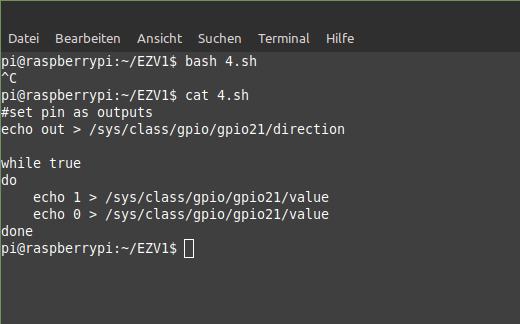 Datei Bearbeiten Ansicht Suchen Terminal Hilfe
pi@raspberrypi:~/EZV1$ bash 4.sh
^C
pi@raspberrypi:~/EZV1$ cat 4.sh
#set pin as outputs
echo out > /sys/class/gpio/gpio21/direction

while true
do
    echo 1 > /sys/class/gpio/gpio21/value
    echo 0 > /sys/class/gpio/gpio21/value
done
pi@raspberrypi:~/EZV1$